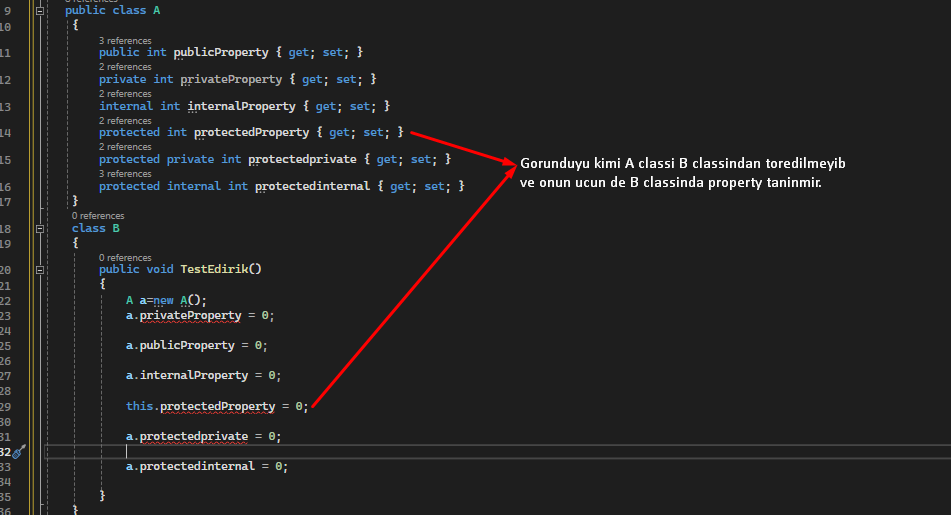 0 references
9 public class A
10 {
3 references
11 public int publicProperty { get; set; }
2 references
12 private int privateProperty { get; set; }
2 references
13 internal int internalProperty { get; set; }
2 references
14 protected int protectedProperty { get; set; }
2 references
15 protected private int protectedprivate { get; set; }
3 references
16 protected internal int protectedinternal { get; set; }
17 }
0 references
18 class B
19 {
0 references
20 public void TestEdirik()
21 {
22 A a=new A();
23 a.privateProperty = 0;
24
25 a.publicProperty = 0;
26
27 a.internalProperty = 0;
28
29 this.protectedProperty = 0;
30
31 a.protectedprivate = 0;
32
33 a.protectedinternal = 0;
34
35 }
36 }
Gorunduyu kimi A classi B classindan toredilmeyib
ve onun ucun de B classinda property taninmir.